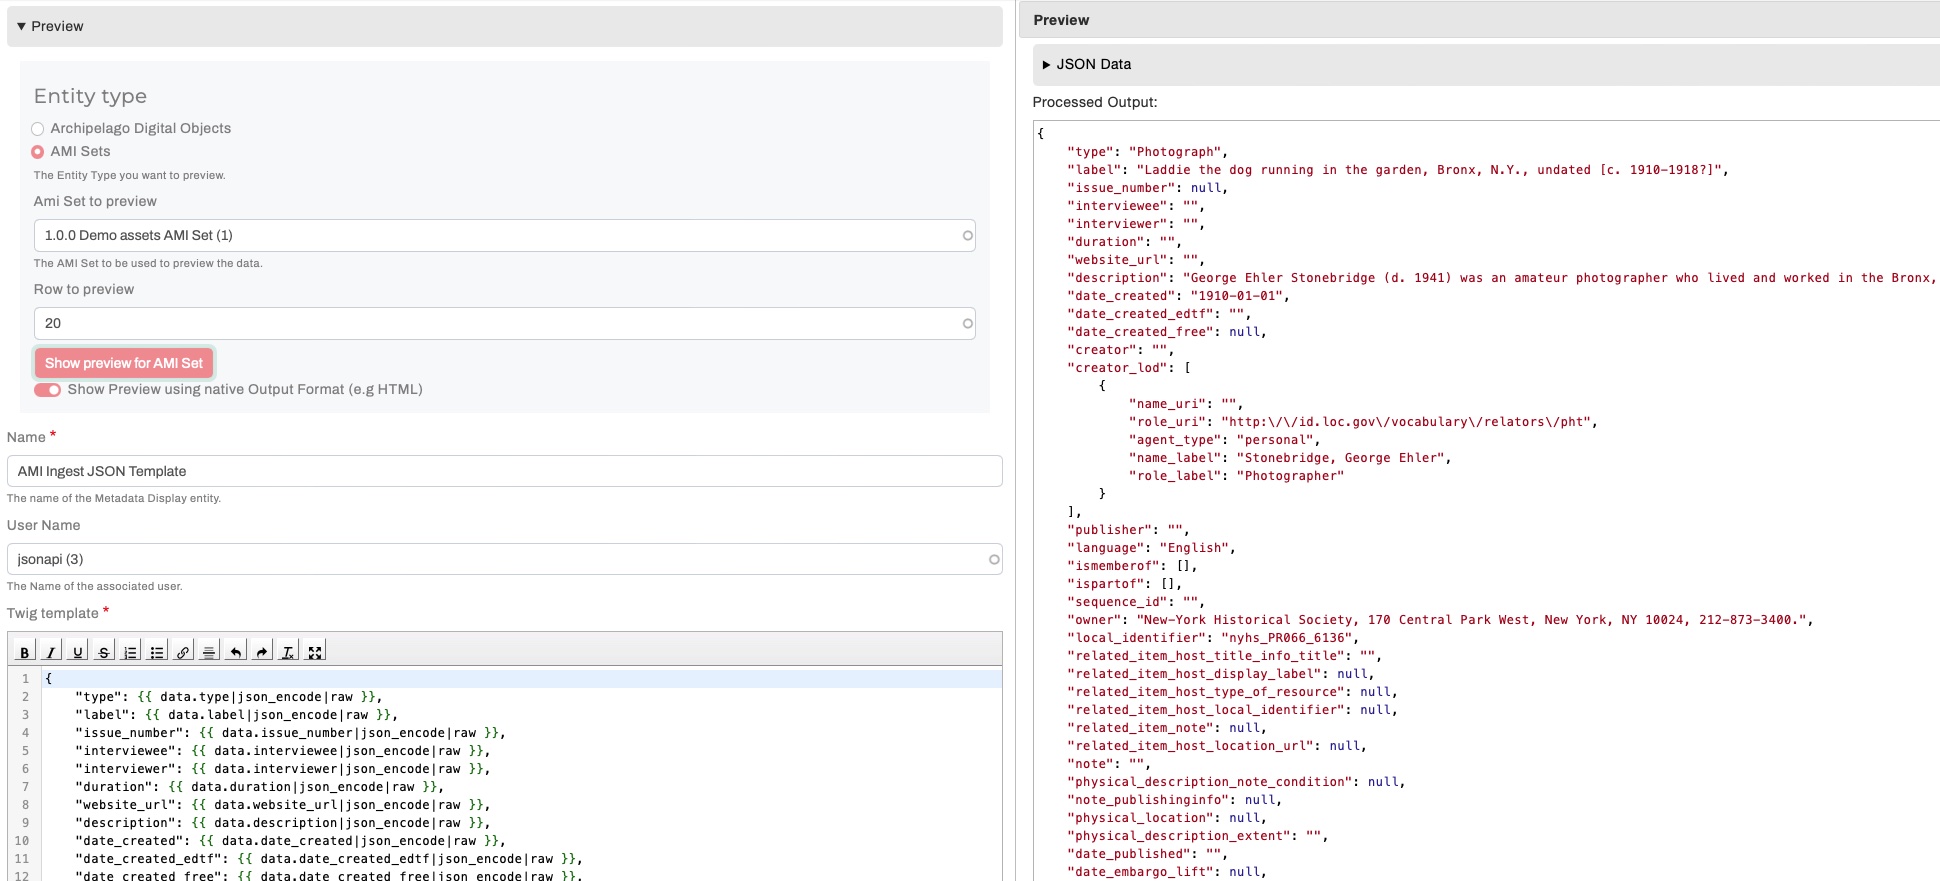 ▼ Preview
Entity type
Archipelago Digital Objects
AMI Sets
The Entity Type you want to preview.
Ami Set to preview
1.0.0 Demo assets AMI Set (1)
The AMI Set to be used to preview the data.
Row to preview
20
Show preview for AMI Set
Show Preview using native Output Format (e.g HTML)
Name *
AMI Ingest JSON Template
The name of the Metadata Display entity.
User Name
jsonapi (3)
The Name of the associated user.
Twig template *
B I U S
1 {
2 "type": {{ data.type|json_encode|raw }},
3 "label": {{ data.label|json_encode|raw }},
4 "issue_number": {{ data.issue_number|json_encode|raw }},
5 "interviewee": {{ data.interviewee|json_encode|raw }},
6 "interviewer": {{ data.interviewer|json_encode|raw }},
7 "duration": {{ data.duration|json_encode|raw }},
8 "website_url": {{ data.website_url|json_encode|raw }},
9 "description": {{ data.description|json_encode|raw }},
10 "date_created": {{ data.date_created|json_encode|raw }},
11 "date_created_edtf": {{ data.date_created_edtf|json_encode|raw }},
12 "date_created_free": {{ data.date_created_free|json_encode|raw }},
Preview
▶ JSON Data
Processed Output:
{
"type": "Photograph",
"label": "Laddie the dog running in the garden, Bronx, N.Y., undated [c. 1910-1918?]",
"issue_number": null,
"interviewee": "",
"interviewer": "",
"duration": "",
"website_url": "",
"description": "George Ehler Stonebridge (d. 1941) was an amateur photographer who lived and worked in the Bronx,
"date_created": "1910-01-01",
"date_created_edtf": "",
"date_created_free": null,
"creator": "",
"creator_lod": [
{
"name_uri": "",
"role_uri": "http:\/\/id.loc.gov\/vocabulary\/relators\/pht",
"agent_type": "personal",
"name_label": "Stonebridge, George Ehler",
"role_label": "Photographer"
}
],
"publisher": "",
"language": "English",
"ismemberof": [],
"ispartof": [],
"sequence_id": "",
"owner": "New-York Historical Society, 170 Central Park West, New York, NY 10024, 212-873-3400.",
"local_identifier": "nyhs_PR066_6136",
"related_item_host_title_info_title": "",
"related_item_host_display_label": null,
"related_item_host_type_of_resource": null,
"related_item_host_local_identifier": null,
"related_item_note": null,
"related_item_host_location_url": null,
"note": "",
"physical_description_note_condition": null,
"note_publishinginfo": null,
"physical_location": null,
"physical_description_extent": "",
"date_published": "",
"date_embargo_lift": null,